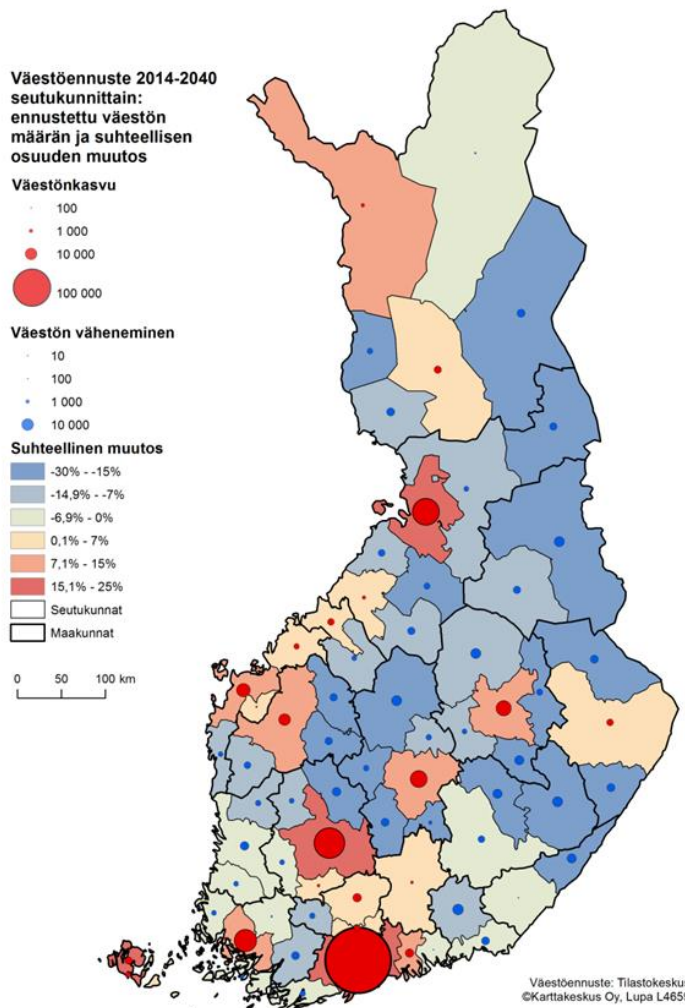 Väestöennuste 2014-2040
seutukunnittain:
ennustettu väestön
määrän ja suhteellisen
osuuden muutos
Väestönkasvu
100
1 000
10 000
100 000
Väestön väheneminen
10
100
1 000
10 000
Suhteellinen muutos
-30% - -15%
-14,9% - -7%
-6,9% - 0%
0,1% - 7%
7,1% - 15%
15,1% - 25%
Seutukunnat
Maakunnat
0 50 100 km
Väestöennuste: Tilastokesku
©Karttakeskus Oy, Lupa L465